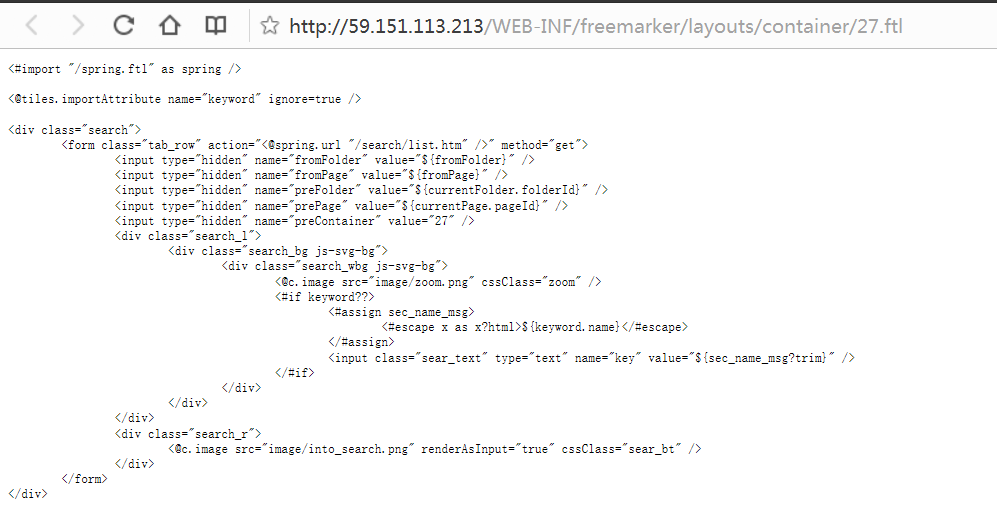 http://59.151.113.213/WEB-INF/freemarker/layouts/container/27.ftl
<#import "/spring.ftl" as spring />
<@tiles.importAttribute name="keyword" ignore=true />
<div class="search">
<form class="tab_row" action="<@spring.url "/search/list.htm" />" method="get">
<input type="hidden" name="fromFolder" value="${fromFolder}" />
<input type="hidden" name="fromPage" value="${fromPage}" />
<input type="hidden" name="preFolder" value="${currentFolder.folderId}" />
<input type="hidden" name="prePage" value="${currentPage.pageId}" />
<input type="hidden" name="preContainer" value="27" />
<div class="search_l">
<div class="search_bg js-svg-bg">
<div class="search_wbg js-svg-bg">
<@c.image src="image/zoom.png" cssClass="zoom" />
<#if keyword??>
<#assign sec_name_msg>
<#escape x as x?html>${keyword.name}</#escape>
</#assign>
<input class="sear_text" type="text" name="key" value="${sec_name_msg?trim}" />
</#if>
</div>
</div>
</div>
<div class="search_r">
<@c.image src="image/into_search.png" renderAsInput="true" cssClass="sear_bt" />
</div>
</form>
</div>